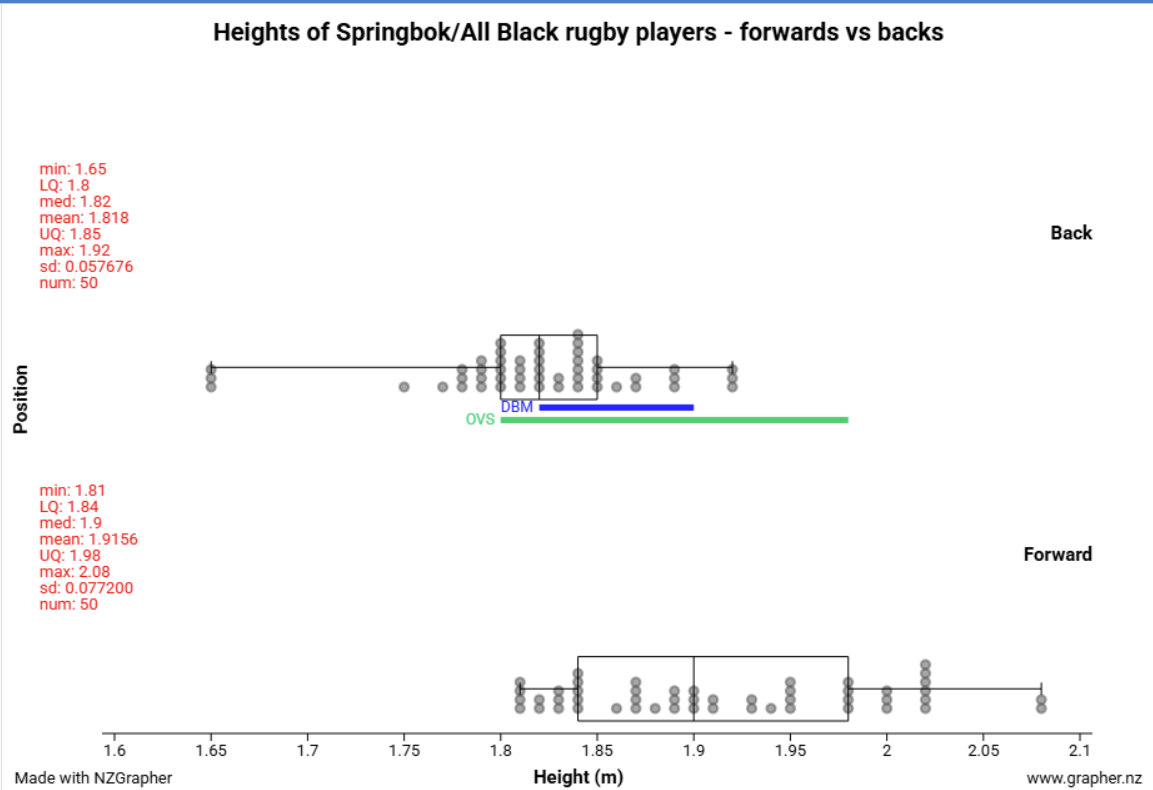 Heights of Springbok/All Black rugby players - forwards vs backs
min: 1.65
LQ: 1.8
med: 1.82
mean: 1.818
UQ: 1.85
max: 1.92
sd: 0.057676
num: 50
Back
Position
DBM
OVS
min: 1.81
LQ: 1.84
med: 1.9
mean: 1.9156
UQ: 1.98
max: 2.08
sd: 0.077200
num: 50
Forward
1.6 1.65 1.7 1.75 1.8 1.85 1.9 1.95 2 2.05 2.1
Made with NZGrapher Height (m) www.grapher.nz